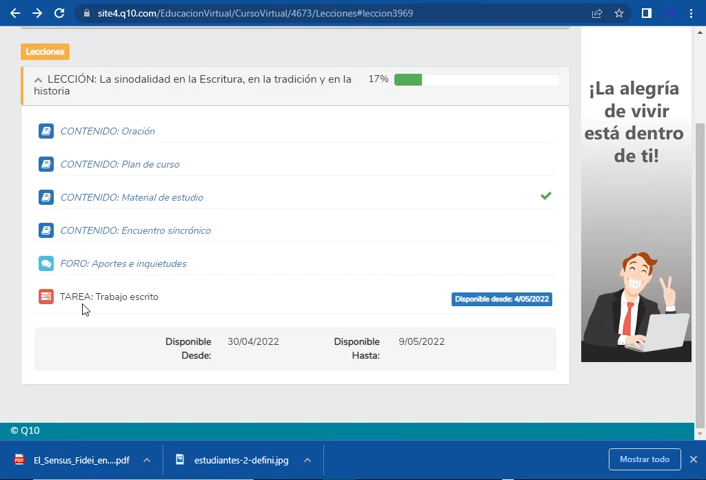 site4.q10.com/EducacionVirtual/CursoVirtual/4673/Lecciones#leccion3969
Lecciones
LECCIÓN: La sinodalidad en la Escritura, en la tradición y en la
historia
17%
CONTENIDO: Oración
CONTENIDO: Plan de curso
CONTENIDO: Material de estudio
CONTENIDO: Encuentro sincrónico
FORO: Aportes e inquietudes
TAREA: Trabajo escrito
Disponible desde: 4/05/2022
Disponible
Desde:
30/04/2022
Disponible
Hasta:
9/05/2022
¡La alegría
de vivir
está dentro
de ti!
© Q10
PDF
El_Sensus_Fidei_en....pdf
estudiantes-2-defini.jpg
Mostrar todo